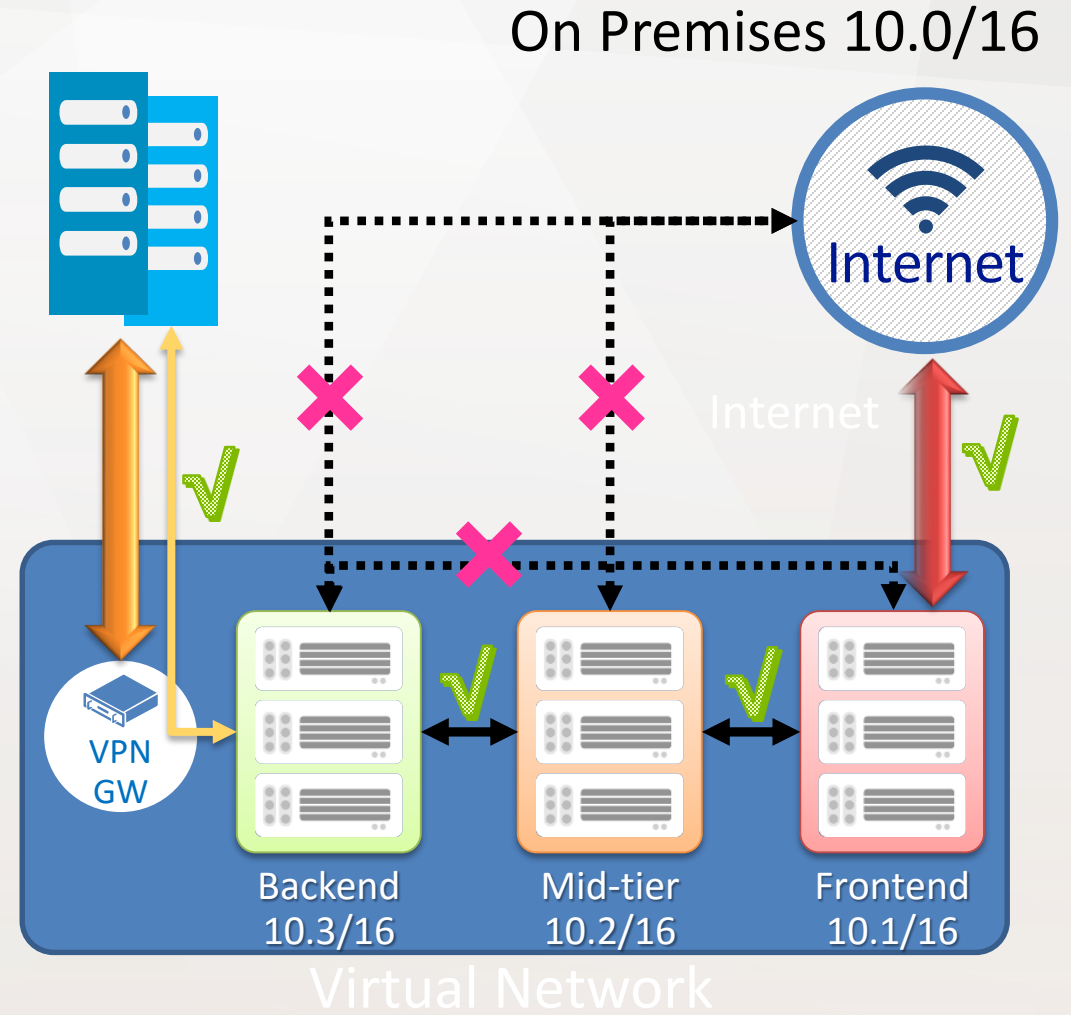 On Premises 10.0/16
Internet
Internet
VPN
GW
Backend
10.3/16
Mid-tier
10.2/16
Frontend
10.1/16
Virtual Network